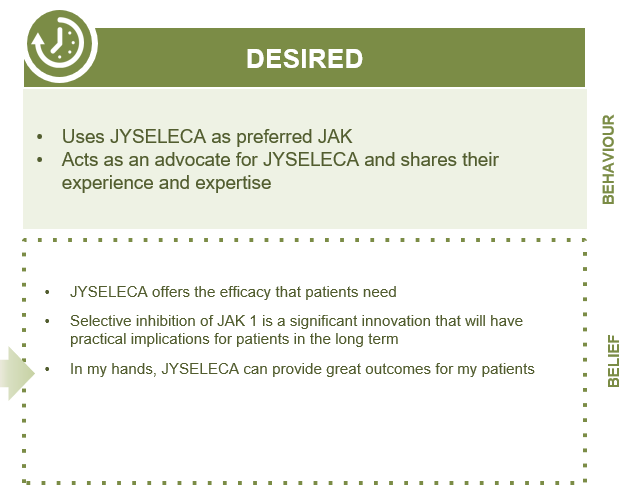 DESIRED
• Uses JYSELECA as preferred JAK
• Acts as an advocate for JYSELECA and shares their
experience and expertise
BEHAVIOUR
• JYSELECA offers the efficacy that patients need
• Selective inhibition of JAK 1 is a significant innovation that will have
practical implications for patients in the long term
• In my hands, JYSELECA can provide great outcomes for my patients
BELIEF